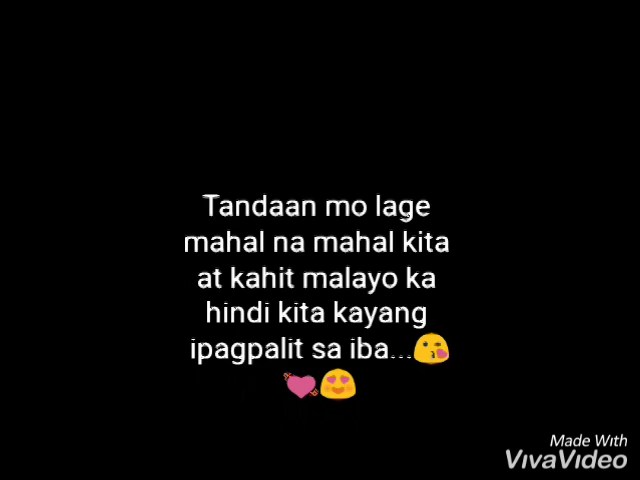 Tandaan mo lage
mahal na mahal kita
at kahit malayo ka
hindi kita kayang
ipagpalit sa iba...😘
💘😍
Made With
VivaVideo